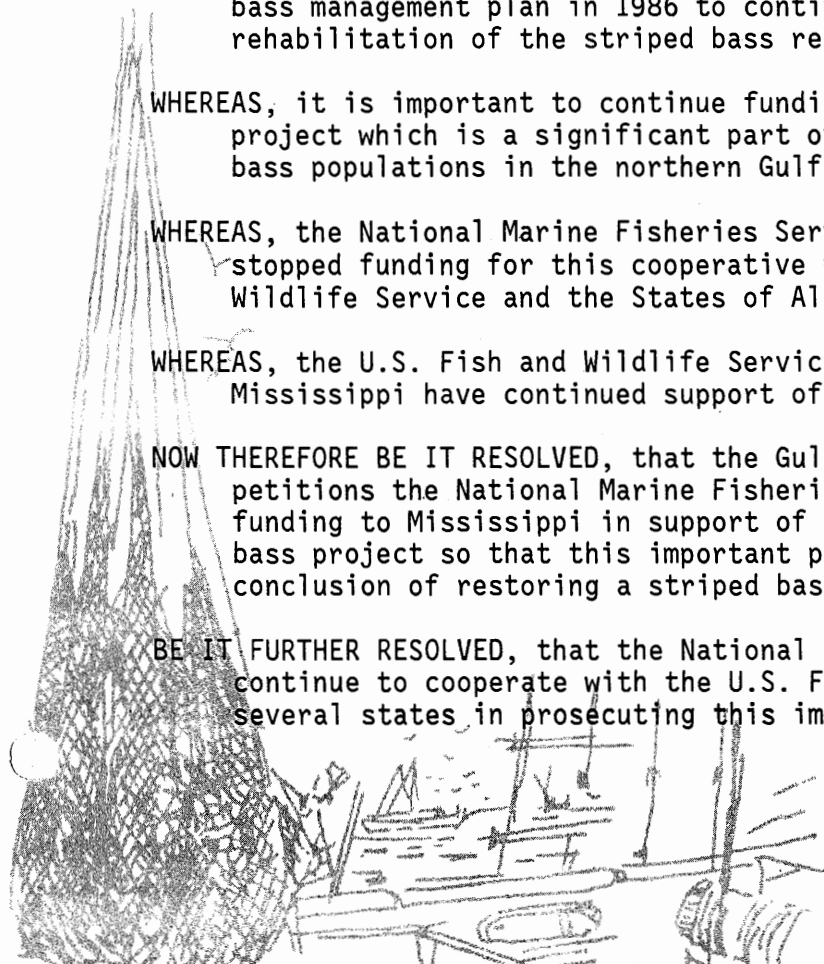 bass management plan in 1986 to conti
rehabilitation of the striped bass re
WHEREAS, it is important to continue fundi
project which is a significant part o
bass populations in the northern Gulf
WHEREAS, the National Marine Fisheries Ser
stopped funding for this cooperative
Wildlife Service and the States of Al
WHEREAS, the U.S. Fish and Wildlife Servic
Mississippi have continued support of
NOW THEREFORE BE IT RESOLVED, that the Gul
petitions the National Marine Fisheri
funding to Mississippi in support of
bass project so that this important p
conclusion of restoring a striped bas
BE IT FURTHER RESOLVED, that the National
continue to cooperate with the U.S. F
several states in prosecuting this im